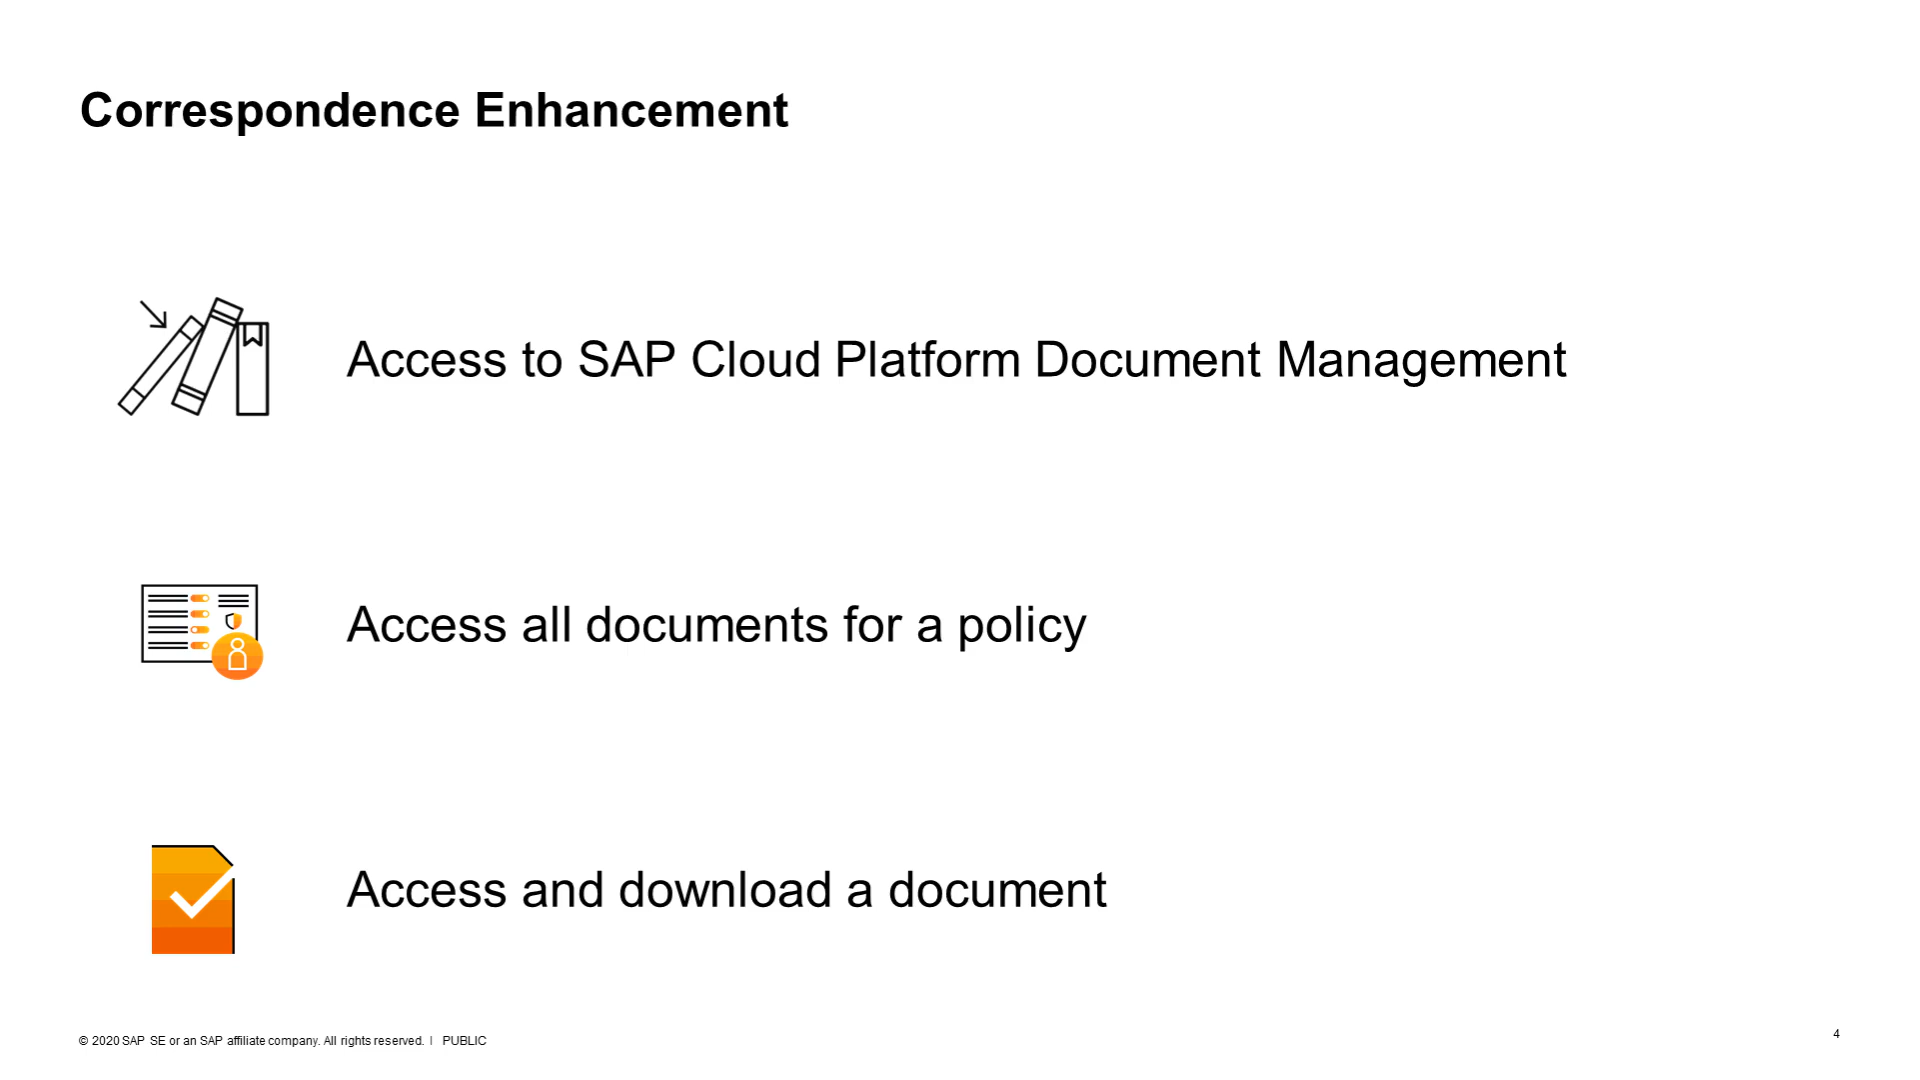 Correspondence Enhancement
Access to SAP Cloud Platform Document Management
Access all documents for a policy
Access and download a document
© 2020 SAP SE or an SAP affiliate company. All rights reserved. | PUBLIC
4